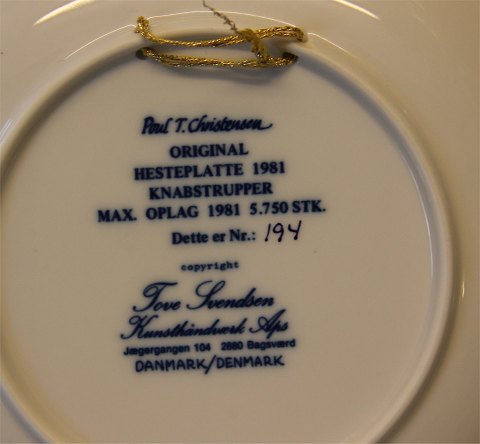 Poul T. Christensen
ORIGINAL
HESTEPLATTE 1981
KNABSTRUPPER
MAX. OPLAG 1981 5.750 STK.
Dette er Nr.: 194
copyright
Tove Svendsen
Kunsthåndværk Aps
Jægergangen 104 2880 Bagsværd
DANMARK/DENMARK